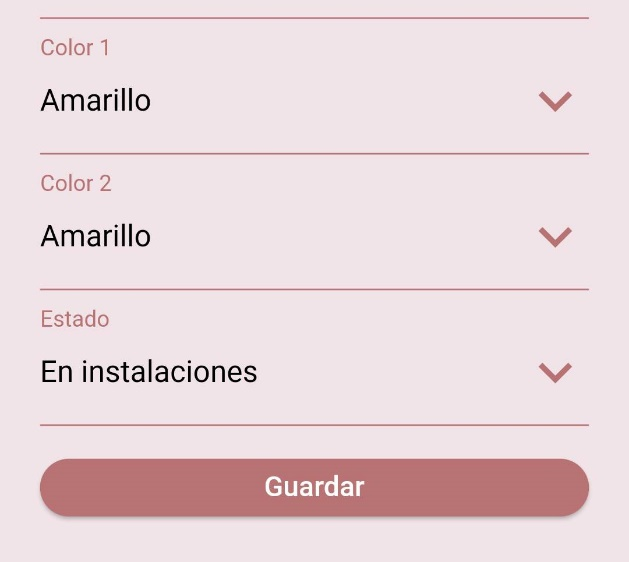 Color 1
Amarillo
Color 2
Amarillo
Estado
En instalaciones
Guardar